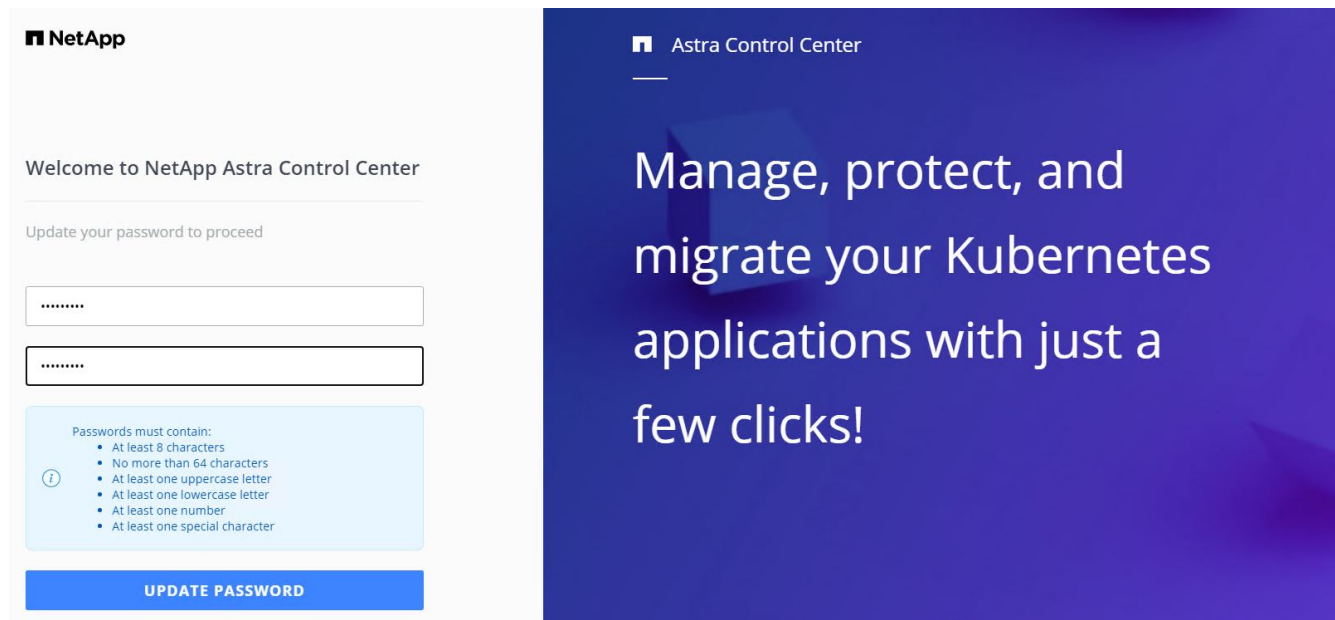 NetApp
Welcome to NetApp Astra Control Center
Update your password to proceed
•••••••••
•••••••••
Passwords must contain:
• At least 8 characters
• No more than 64 characters
• At least one uppercase letter
• At least one lowercase letter
• At least one number
• At least one special character
UPDATE PASSWORD
Astra Control Center
Manage, protect, and
migrate your Kubernetes
applications with just a
few clicks!